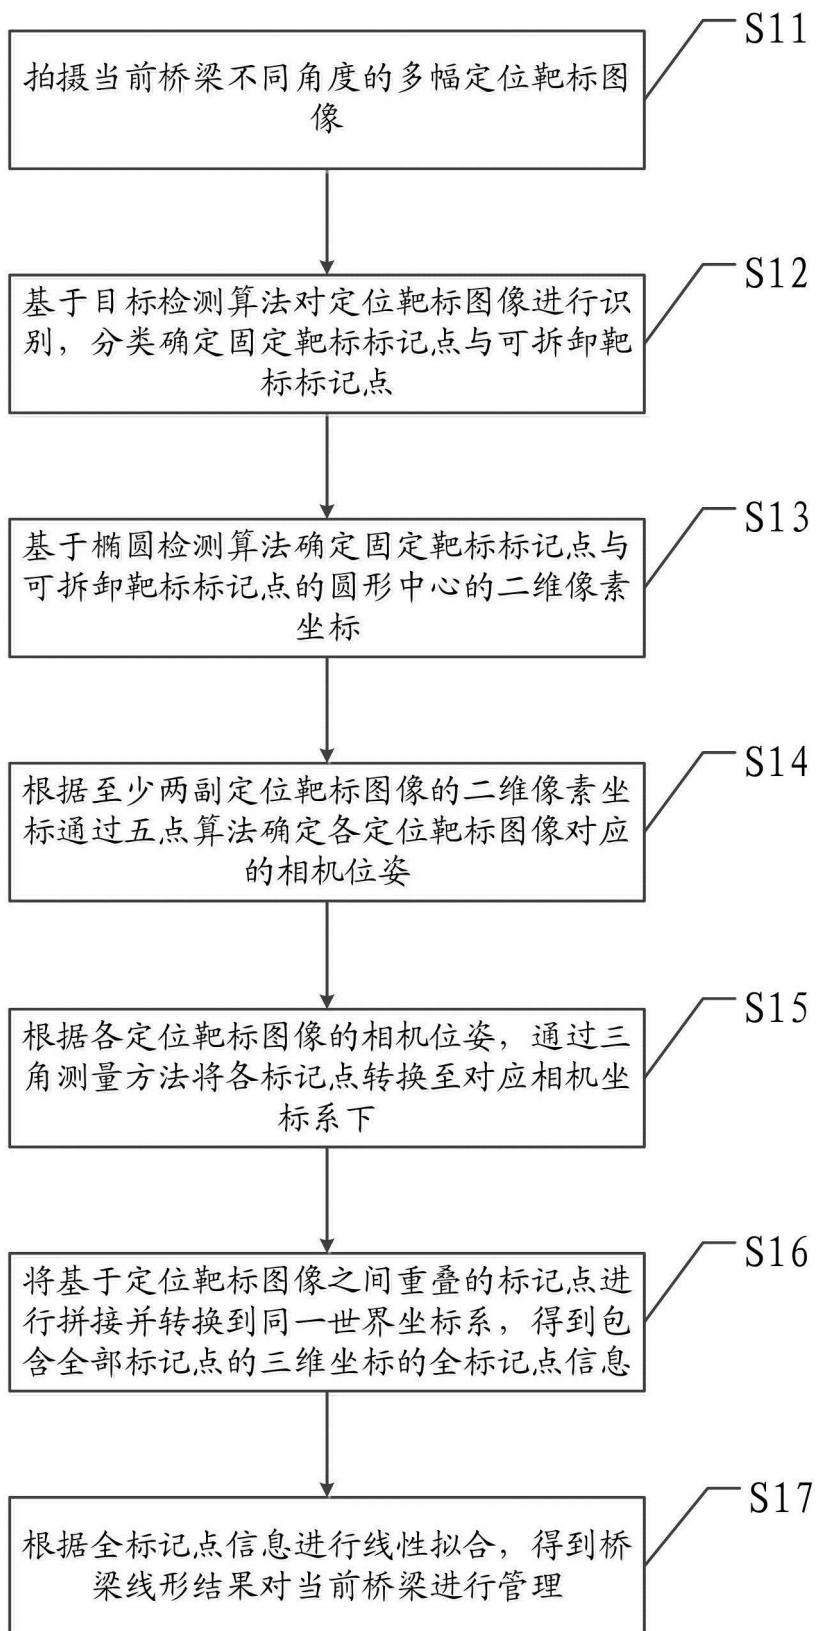 S11
拍摄当前桥梁不同角度的多幅定位靶标图
像
S12
基于目标检测算法对定位靶标图像进行识
别，分类确定固定靶标标记点与可拆卸靶
标标记点
S13
基于椭圆检测算法确定固定靶标标记点与
可拆卸靶标标记点的圆形中心的二维像素
坐标
S14
根据至少两副定位靶标图像的二维像素坐
标通过五点算法确定各定位靶标图像对应
的相机位姿
S15
根据各定位靶标图像的相机位姿，通过三
角测量方法将各标记点转换至对应相机坐
标系下
S16
将基于定位靶标图像之间重叠的标记点进
行拼接并转换到同一世界坐标系，得到包
含全部标记点的三维坐标的全标记点信息
S17
根据全标记点信息进行线性拟合，得到桥
梁线形结果对当前桥梁进行管理